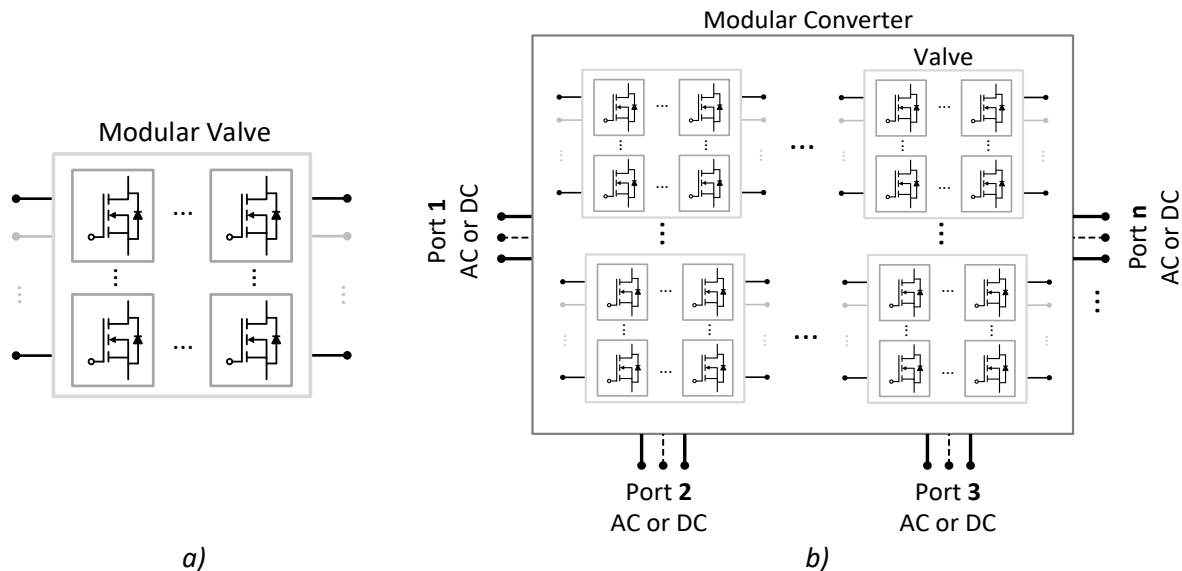 Modular Valve
a)
Modular Converter
Valve
Port 1
AC or DC
Port n
AC or DC
Port 2
AC or DC
Port 3
AC or DC
b)